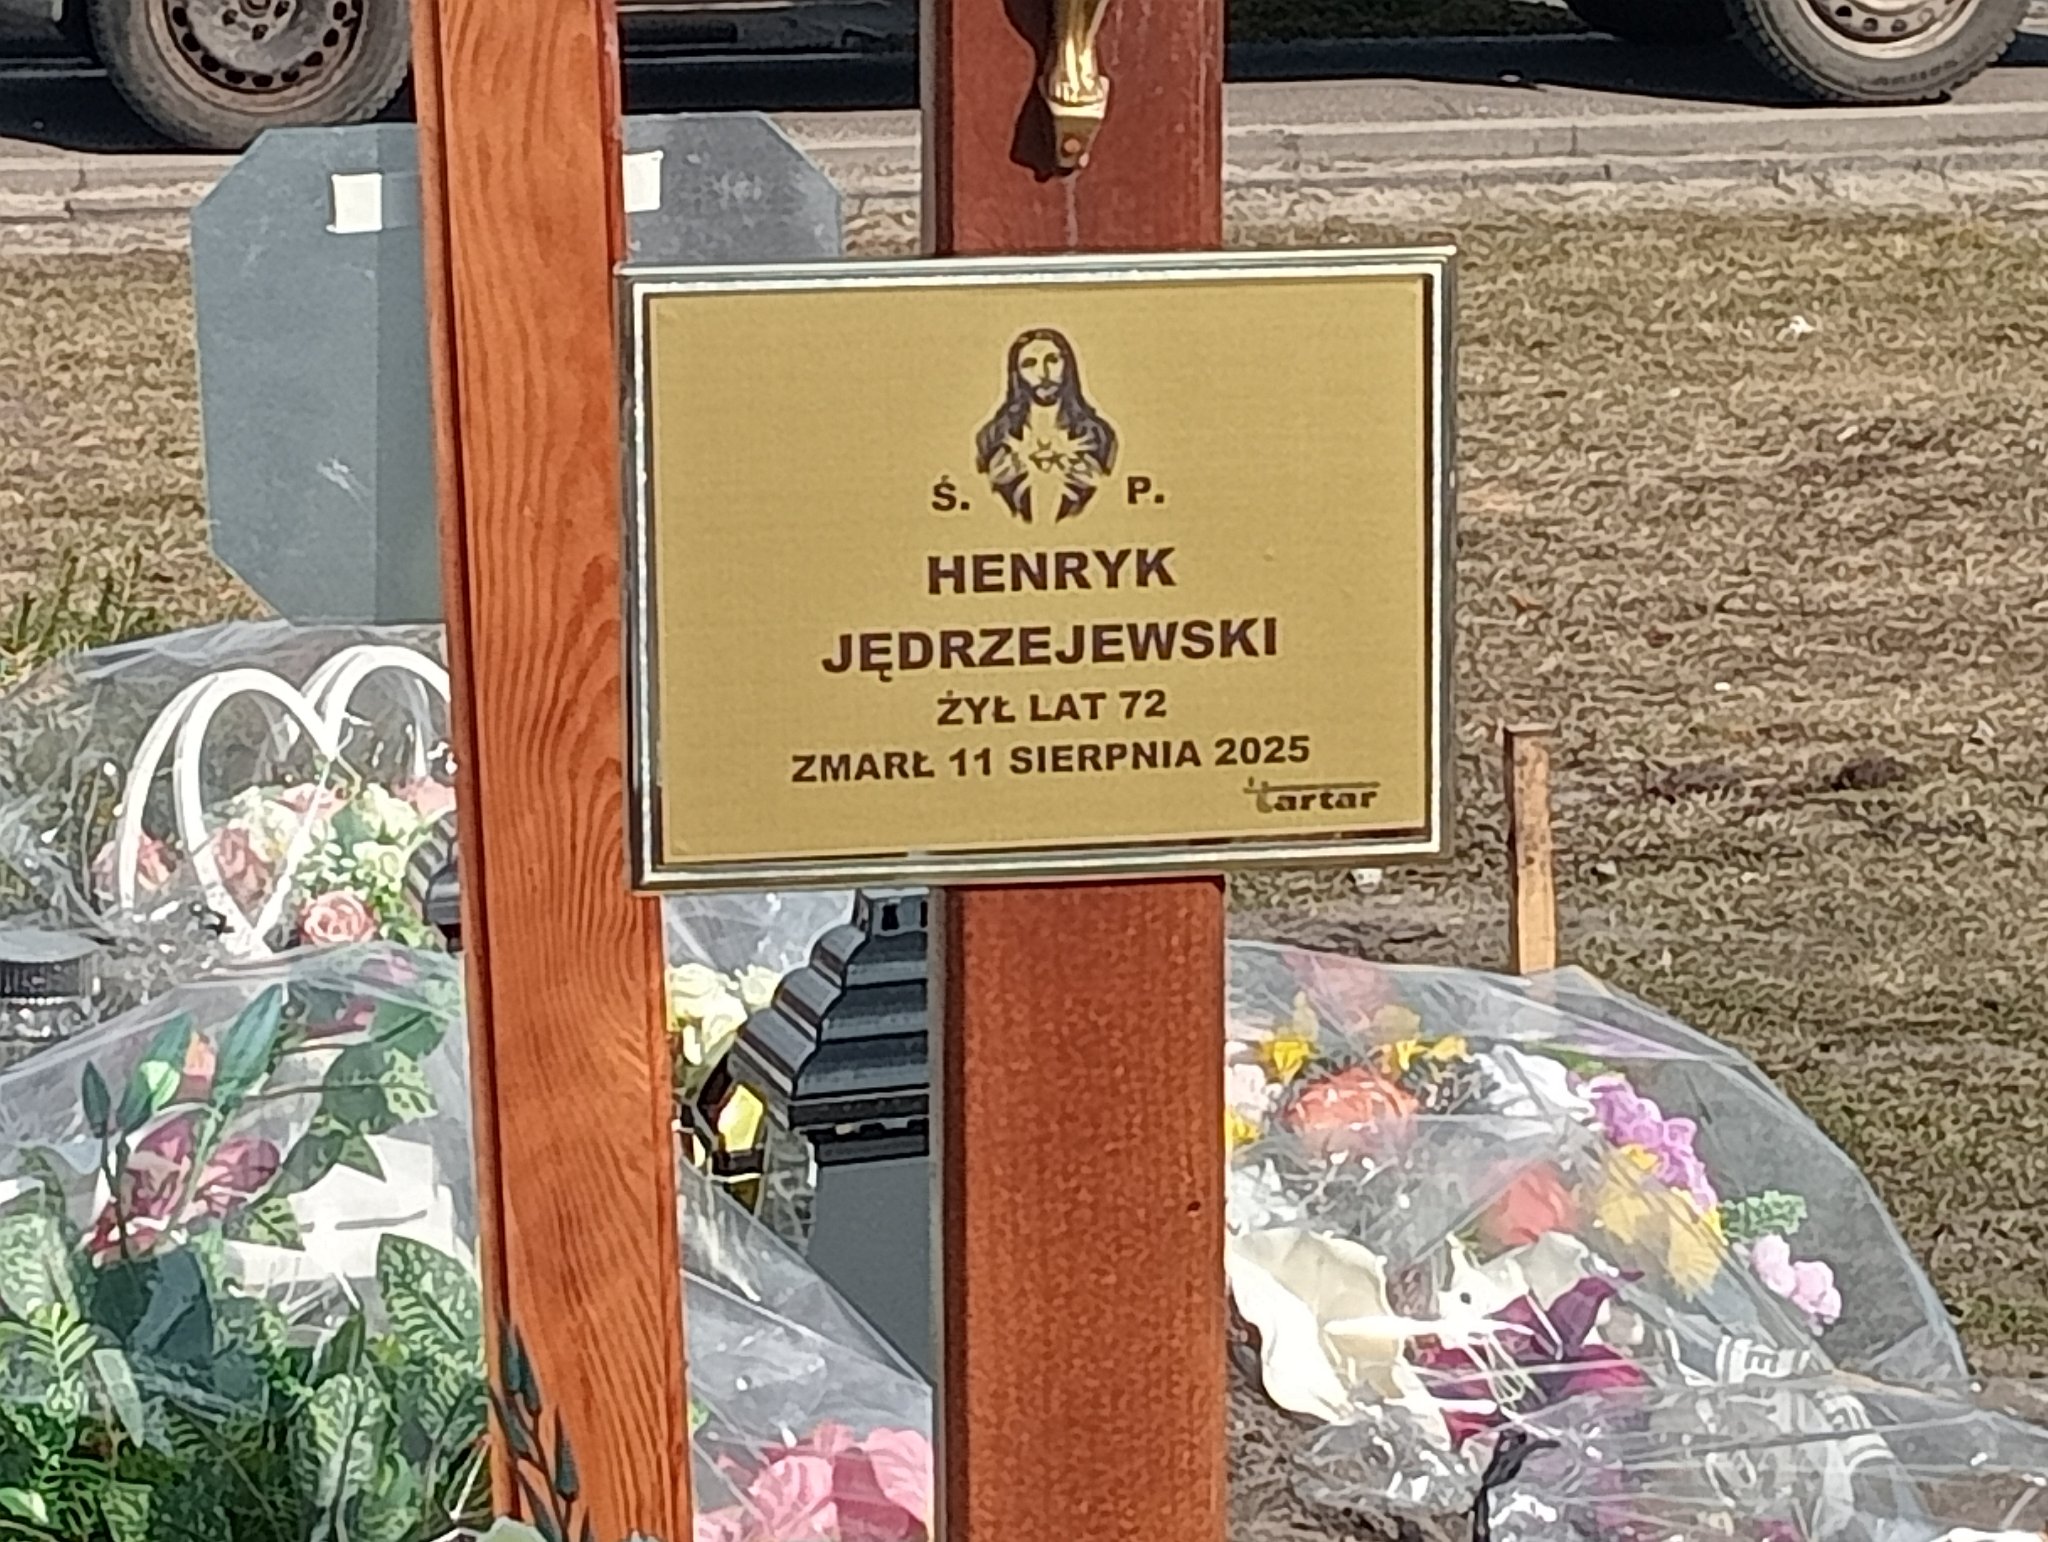 Ś. P.
HENRYK
JĘDRZEJEWSKI
ŻYŁ LAT 72
ZMARŁ 11 SIERPNIA 2025
tartar